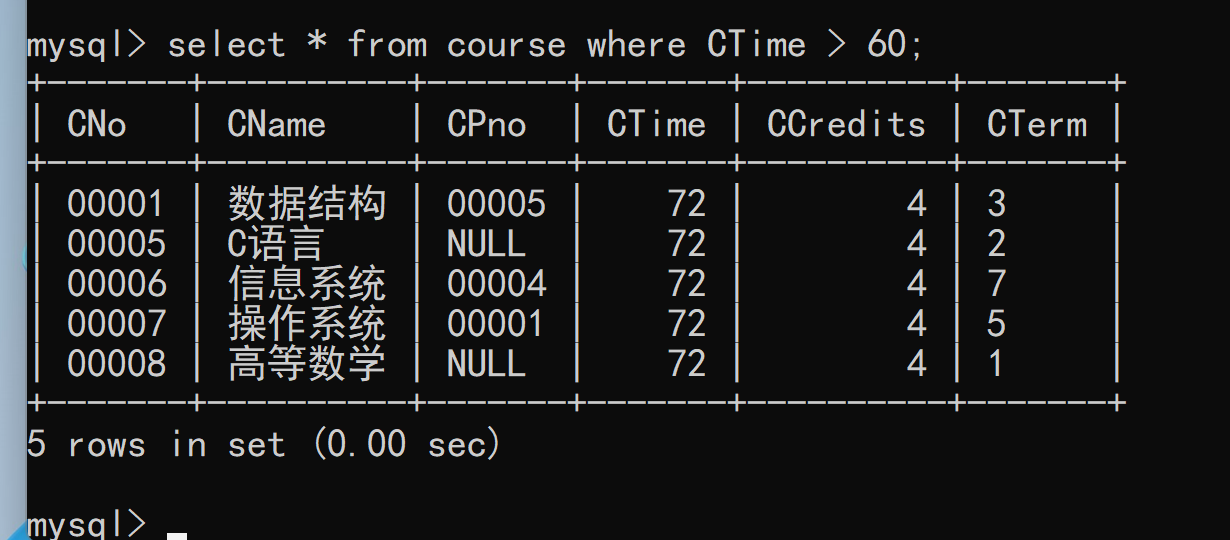 mysql> select * from course where CTime > 60;
+-------+----------+-------+-------+----------+-------+
| CNo   | CName    | CPno  | CTime | CCredits | CTerm |
+-------+----------+-------+-------+----------+-------+
| 00001 | 数据结构 | 00005 |    72 |        4 | 3     |
| 00005 | C语言    | NULL  |    72 |        4 | 2     |
| 00006 | 信息系统 | 00004 |    72 |        4 | 7     |
| 00007 | 操作系统 | 00001 |    72 |        4 | 5     |
| 00008 | 高等数学 | NULL  |    72 |        4 | 1     |
+-------+----------+-------+-------+----------+-------+
5 rows in set (0.00 sec)
mysql>